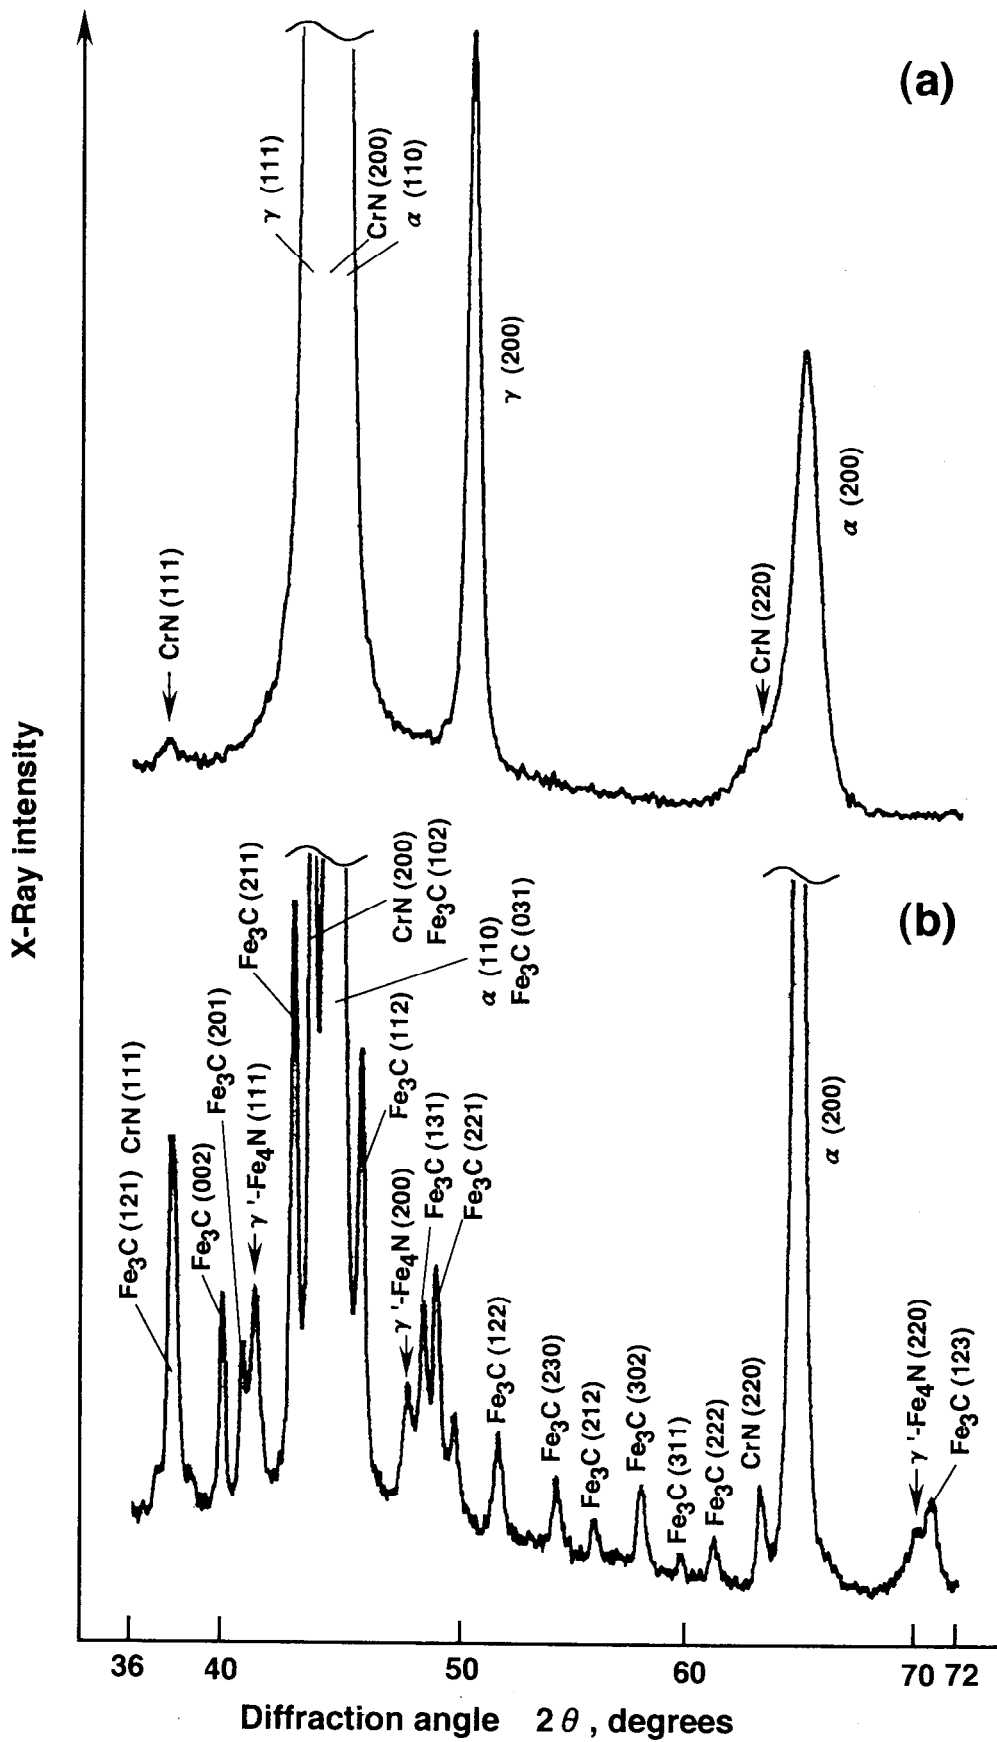 (a)
γ (111)
CrN (200)
α (110)
γ (200)
α (200)
CrN (111)
CrN (220)
X-Ray intensity
(b)
Fe3C (211)
CrN (200)
Fe3C (102)
α (110)
Fe3C (031)
Fe3C (121) CrN (111)
Fe3C (002)
Fe3C (201)
γ '-Fe4N (111)
Fe3C (112)
γ '-Fe4N (200)
Fe3C (131)
Fe3C (221)
Fe3C (122)
Fe3C (230)
Fe3C (212)
Fe3C (302)
Fe3C (311)
Fe3C (222)
CrN (220)
α (200)
γ '-Fe4N (220)
Fe3C (123)
36 40 50 60 70 72
Diffraction angle 2 θ , degrees